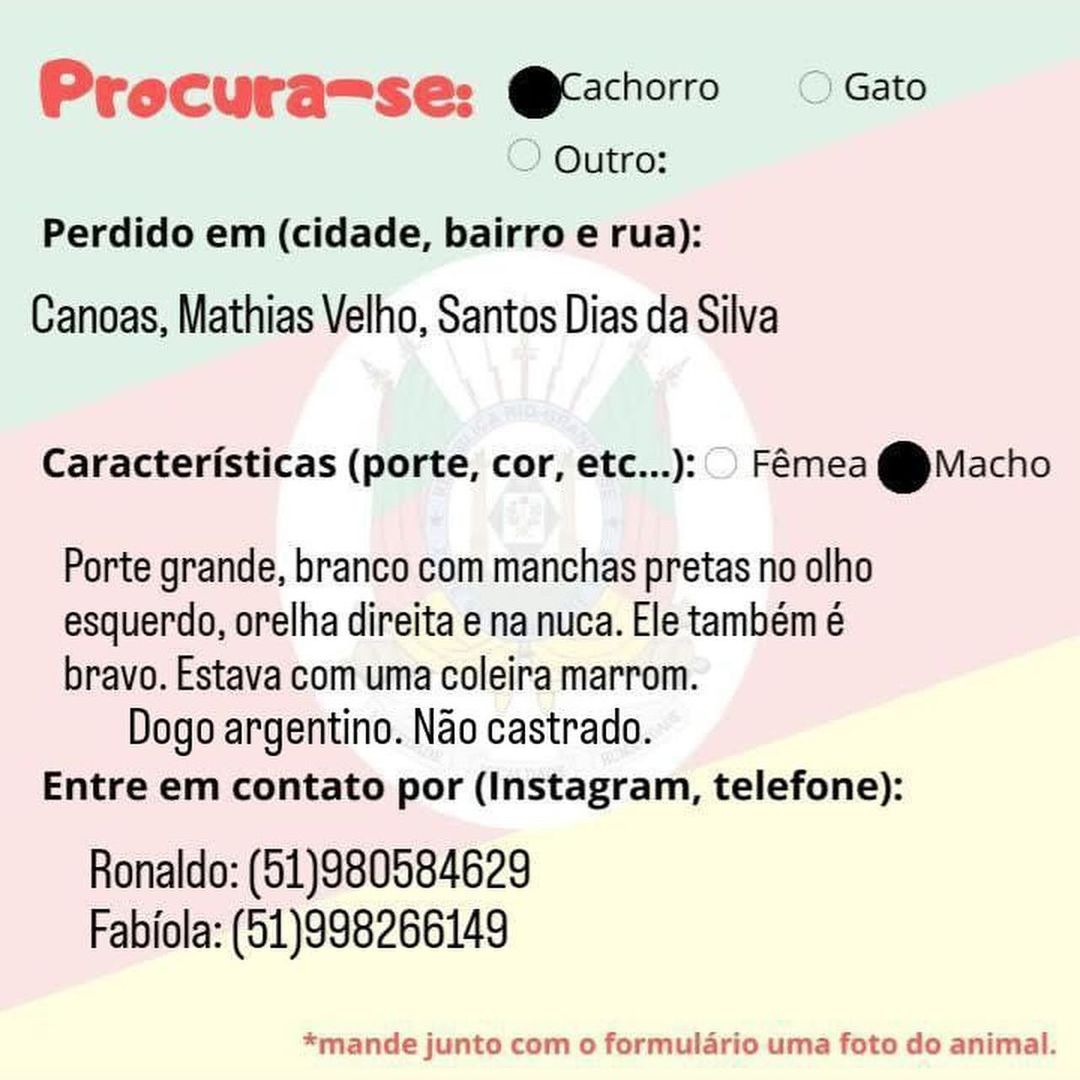 Procura-se: Cachorro Gato
Outro:
Perdido em (cidade, bairro e rua):
Canoas, Mathias Velho, Santos Dias da Silva
Características (porte, cor, etc...): Fêmea Macho
Porte grande, branco com manchas pretas no olho
esquerdo, orelha direita e na nuca. Ele também é
bravo. Estava com uma coleira marrom.
Dogo argentino. Não castrado.
Entre em contato por (Instagram, telefone):
Ronaldo: (51)980584629
Fabíola: (51)998266149
*mande junto com o formulário uma foto do animal.